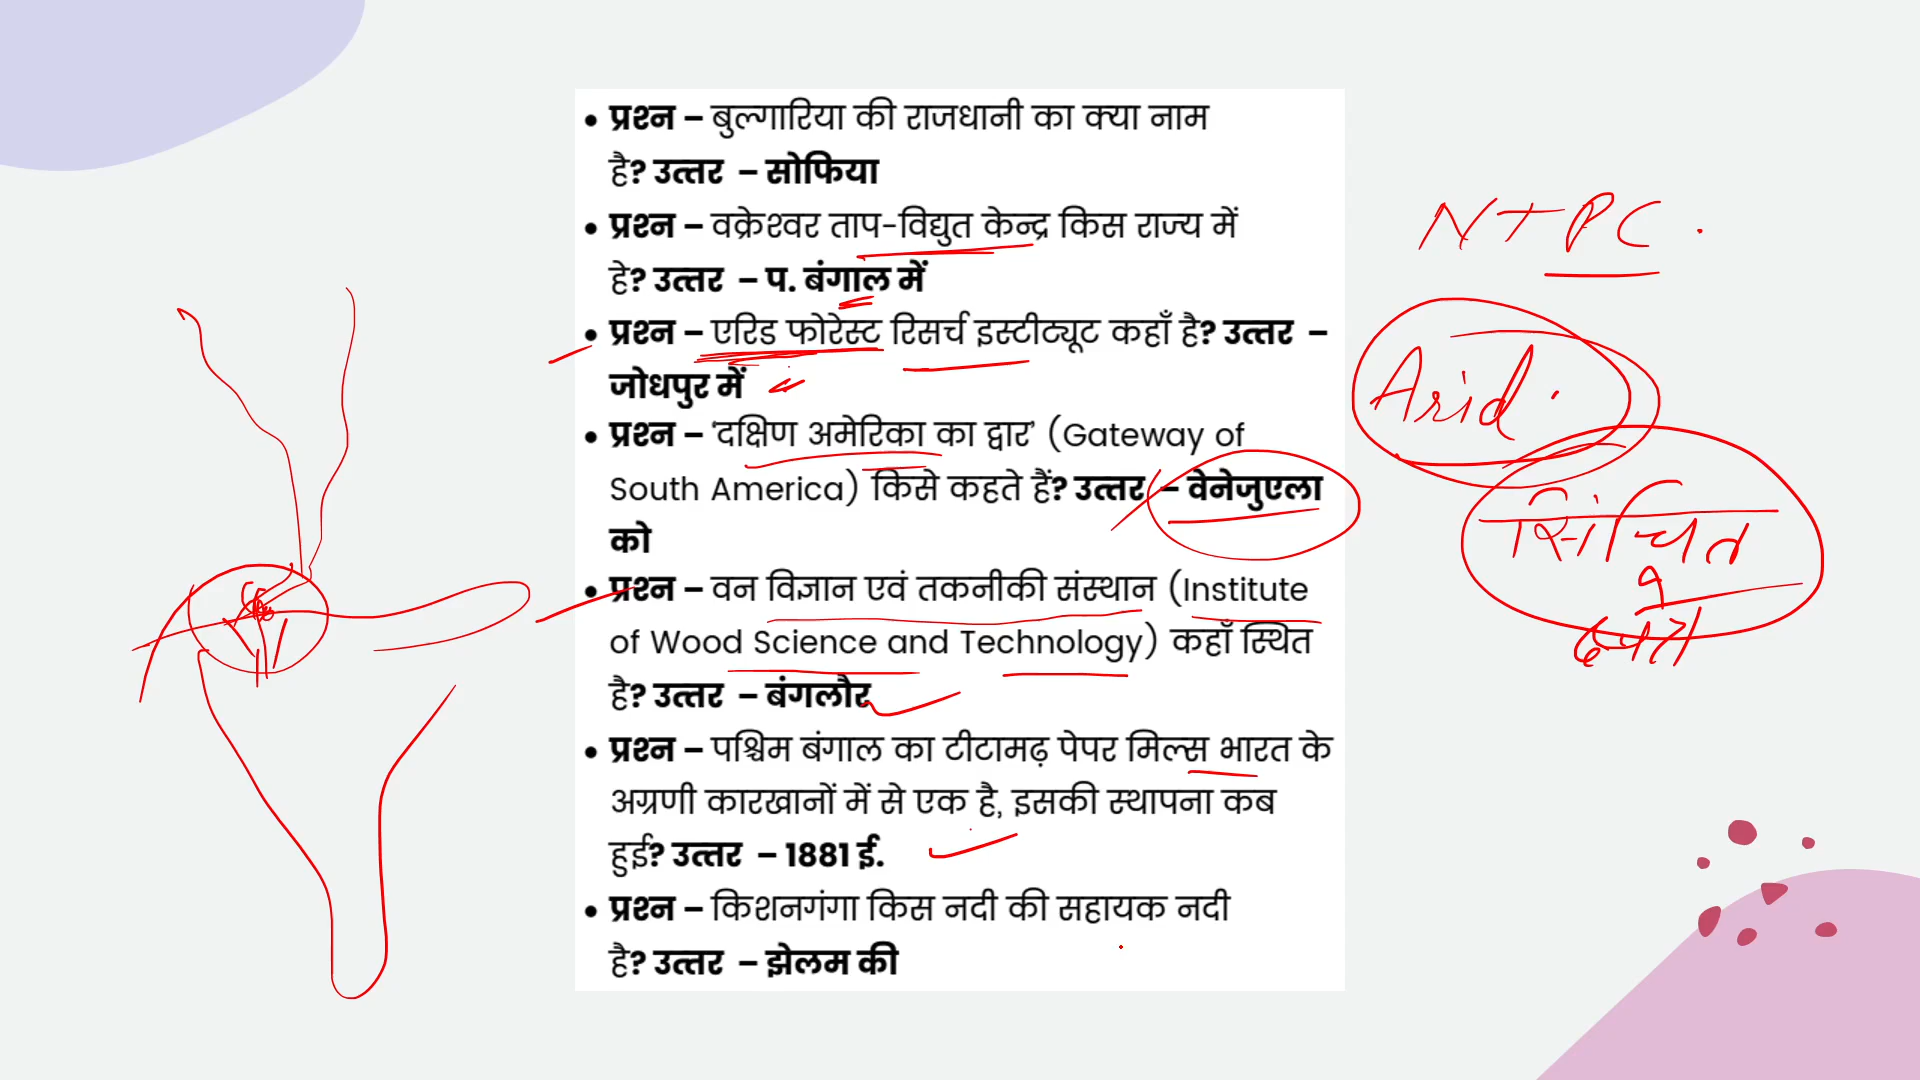 • प्रश्न – बुल्गारिया की राजधानी का क्या नाम
है? उत्तर – सोफिया
• प्रश्न – वक्रेश्वर ताप-विद्युत केन्द्र किस राज्य में
हे? उत्तर – प. बंगाल में
• प्रश्न – एरिड फोरेस्ट रिसर्च इस्टीट्यूट कहाँ है? उत्तर –
जोधपुर में
• प्रश्न – 'दक्षिण अमेरिका का द्वार' (Gateway of
South America) किसे कहते हैं? उत्तर – वेनेजुएला
को
• प्रश्न – वन विज्ञान एवं तकनीकी संस्थान (Institute
of Wood Science and Technology) कहाँ स्थित
है? उत्तर – बंगलौर
• प्रश्न – पश्चिम बंगाल का टीटामढ़ पेपर मिल्स भारत के
अग्रणी कारखानों में से एक है, इसकी स्थापना कब
हुई? उत्तर – 1881 ई.
• प्रश्न – किशनगंगा किस नदी की सहायक नदी
है? उत्तर – झेलम की
NTPC.
Arid.
सिंचित